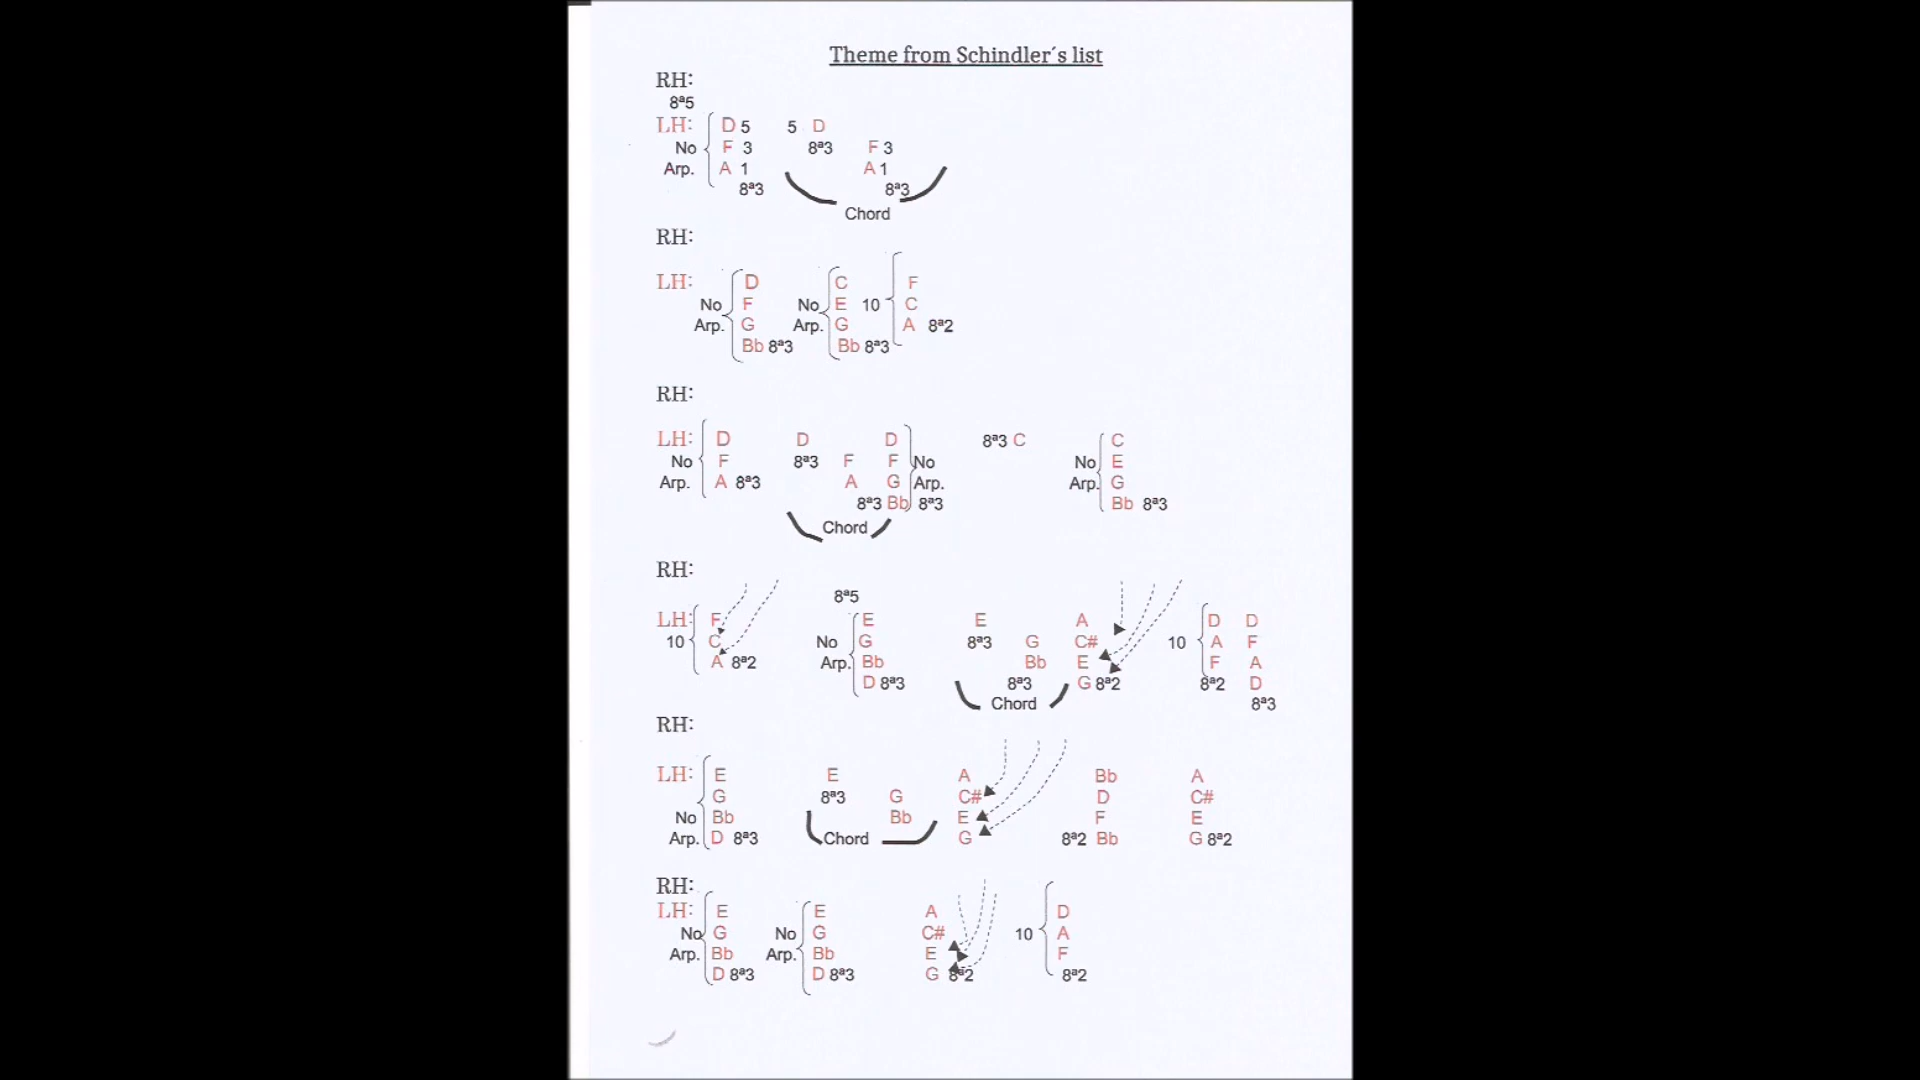 Theme from Schindler´s list
RH:
8ª5
LH: D 5 5 D
No F 3 8ª3 F 3
Arp. A 1 A 1
8ª3 8ª3
Chord
RH:
LH: D C F
No F No E 10 C
Arp. G Arp. G A 8ª2
Bb 8ª3 Bb 8ª3
RH:
LH: D D D 8ª3 C C
No F 8ª3 F F No No E
Arp. A 8ª3 A G Arp. Arp. G
8ª3 Bb 8ª3 Bb 8ª3
Chord
RH:
8ª5
LH: F E E A D D
10 C No G 8ª3 G C# 10 A F
A 8ª2 Arp. Bb Bb E F A
D 8ª3 8ª3 G 8ª2 8ª2 D
Chord 8ª3
RH:
LH: E E A Bb A
G 8ª3 G C# D C#
No Bb Bb E F E
Arp. D 8ª3 Chord G 8ª2 Bb G 8ª2
RH:
LH: E E A D
No G No G C# 10 A
Arp. Bb Arp. Bb E F
D 8ª3 D 8ª3 G 8ª2 8ª2